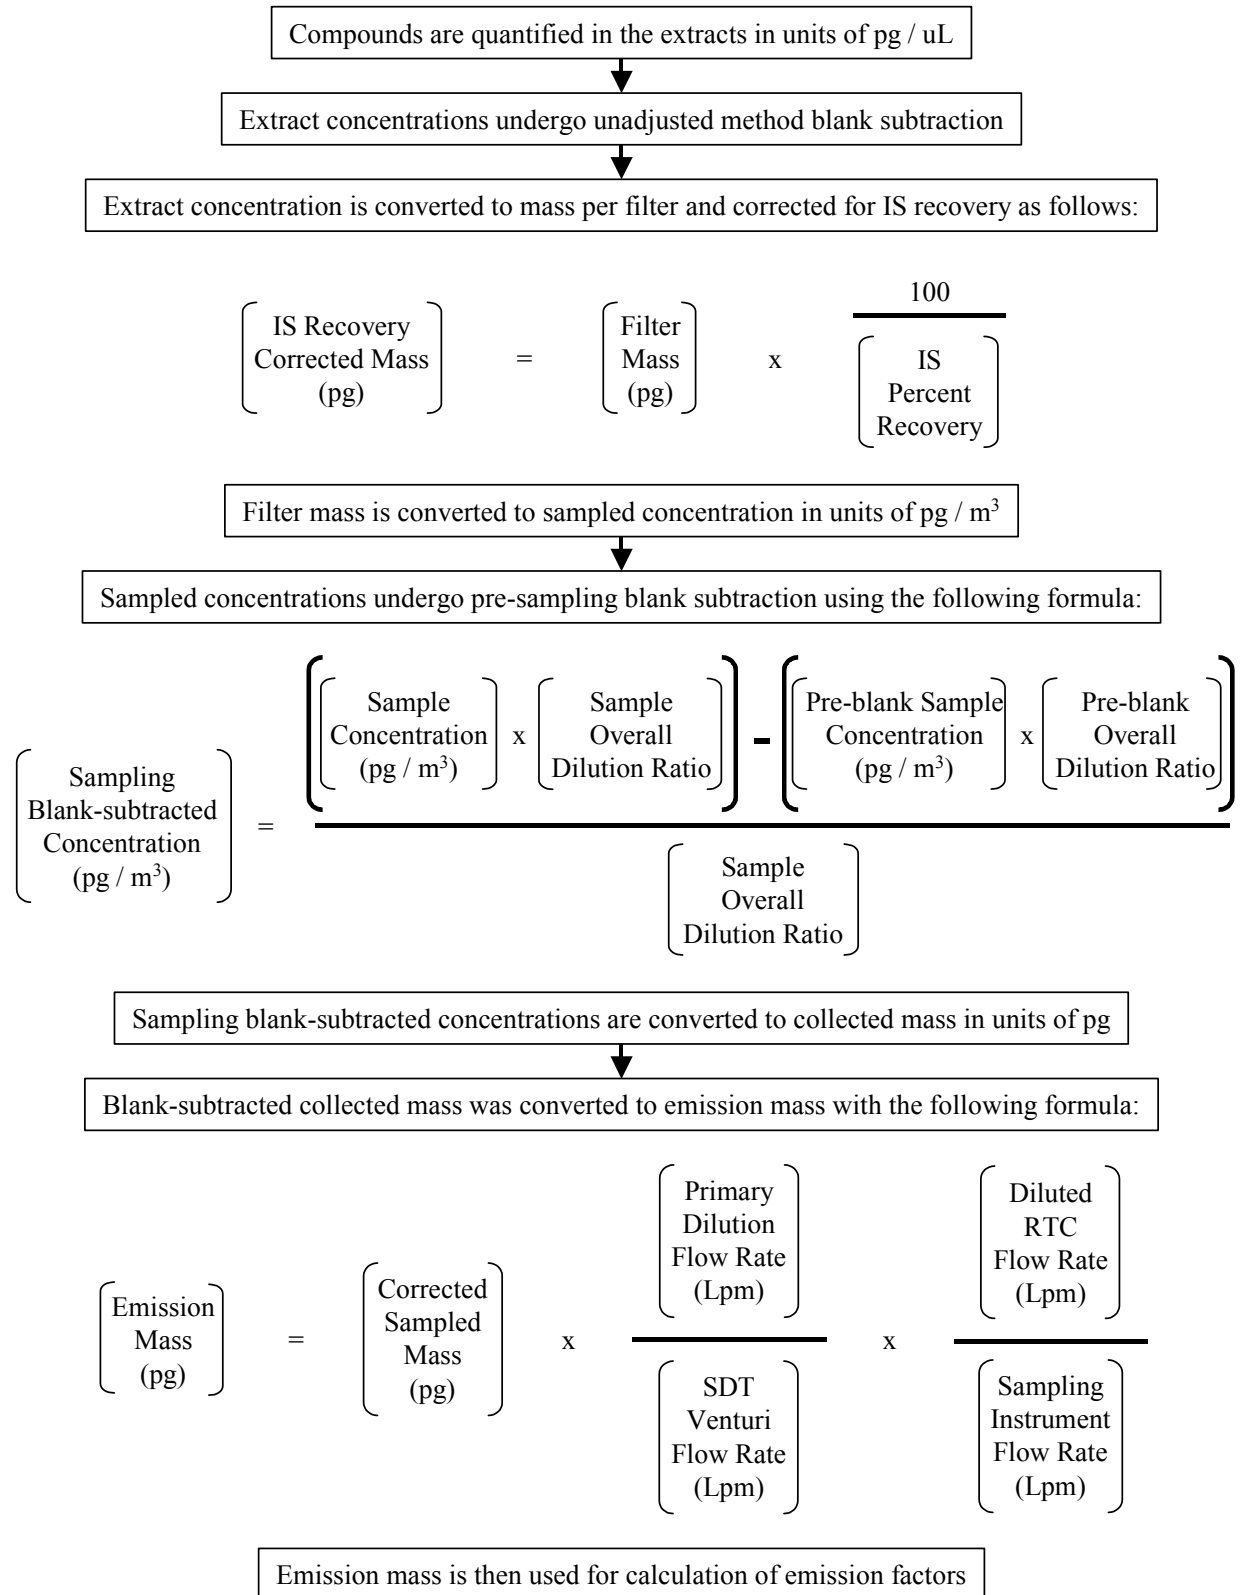 Compounds are quantified in the extracts in units of pg / uL
Extract concentrations undergo unadjusted method blank subtraction
Extract concentration is converted to mass per filter and corrected for IS recovery as follows:
IS Recovery
Corrected Mass
(pg)
=
Filter
Mass
(pg)
x
100
IS
Percent
Recovery
Filter mass is converted to sampled concentration in units of pg / m³
Sampled concentrations undergo pre-sampling blank subtraction using the following formula:
Sampling
Blank-subtracted
Concentration
(pg / m³)
=
Sample
Concentration
(pg / m³)
x
Sample
Overall
Dilution Ratio
-
Pre-blank Sample
Concentration
(pg / m³)
x
Pre-blank
Overall
Dilution Ratio
Sample
Overall
Dilution Ratio
Sampling blank-subtracted concentrations are converted to collected mass in units of pg
Blank-subtracted collected mass was converted to emission mass with the following formula:
Emission
Mass
(pg)
=
Corrected
Sampled
Mass
(pg)
x
Primary
Dilution
Flow Rate
(Lpm)
SDT
Venturi
Flow Rate
(Lpm)
x
Diluted
RTC
Flow Rate
(Lpm)
Sampling
Instrument
Flow Rate
(Lpm)
Emission mass is then used for calculation of emission factors